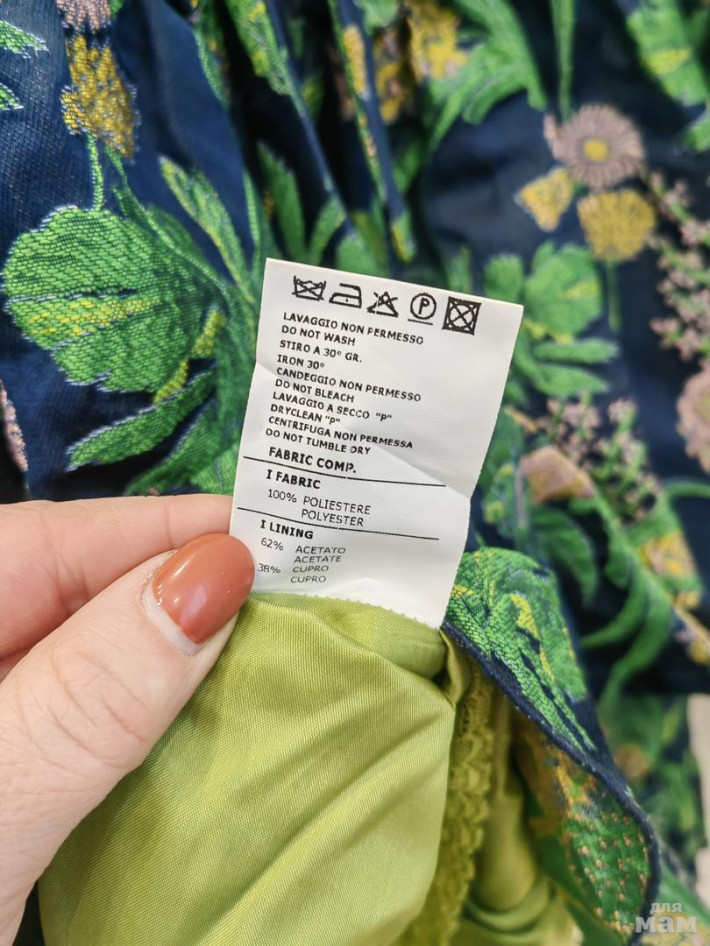 P
LAVAGGIO NON PERMESSO
DO NOT WASH
STIRO A 30° GR.
IRON 30°
CANDEGGIO NON PERMESSO
DO NOT BLEACH
LAVAGGIO A SECCO "P"
DRYCLEAN "P"
CENTRIFUGA NON PERMESSA
DO NOT TUMBLE DRY
FABRIC COMP.
I FABRIC
100% POLIESTERE
POLYESTER
I LINING
62% ACETATO
ACETATE
38% CUPRO
CUPRO
для
мам